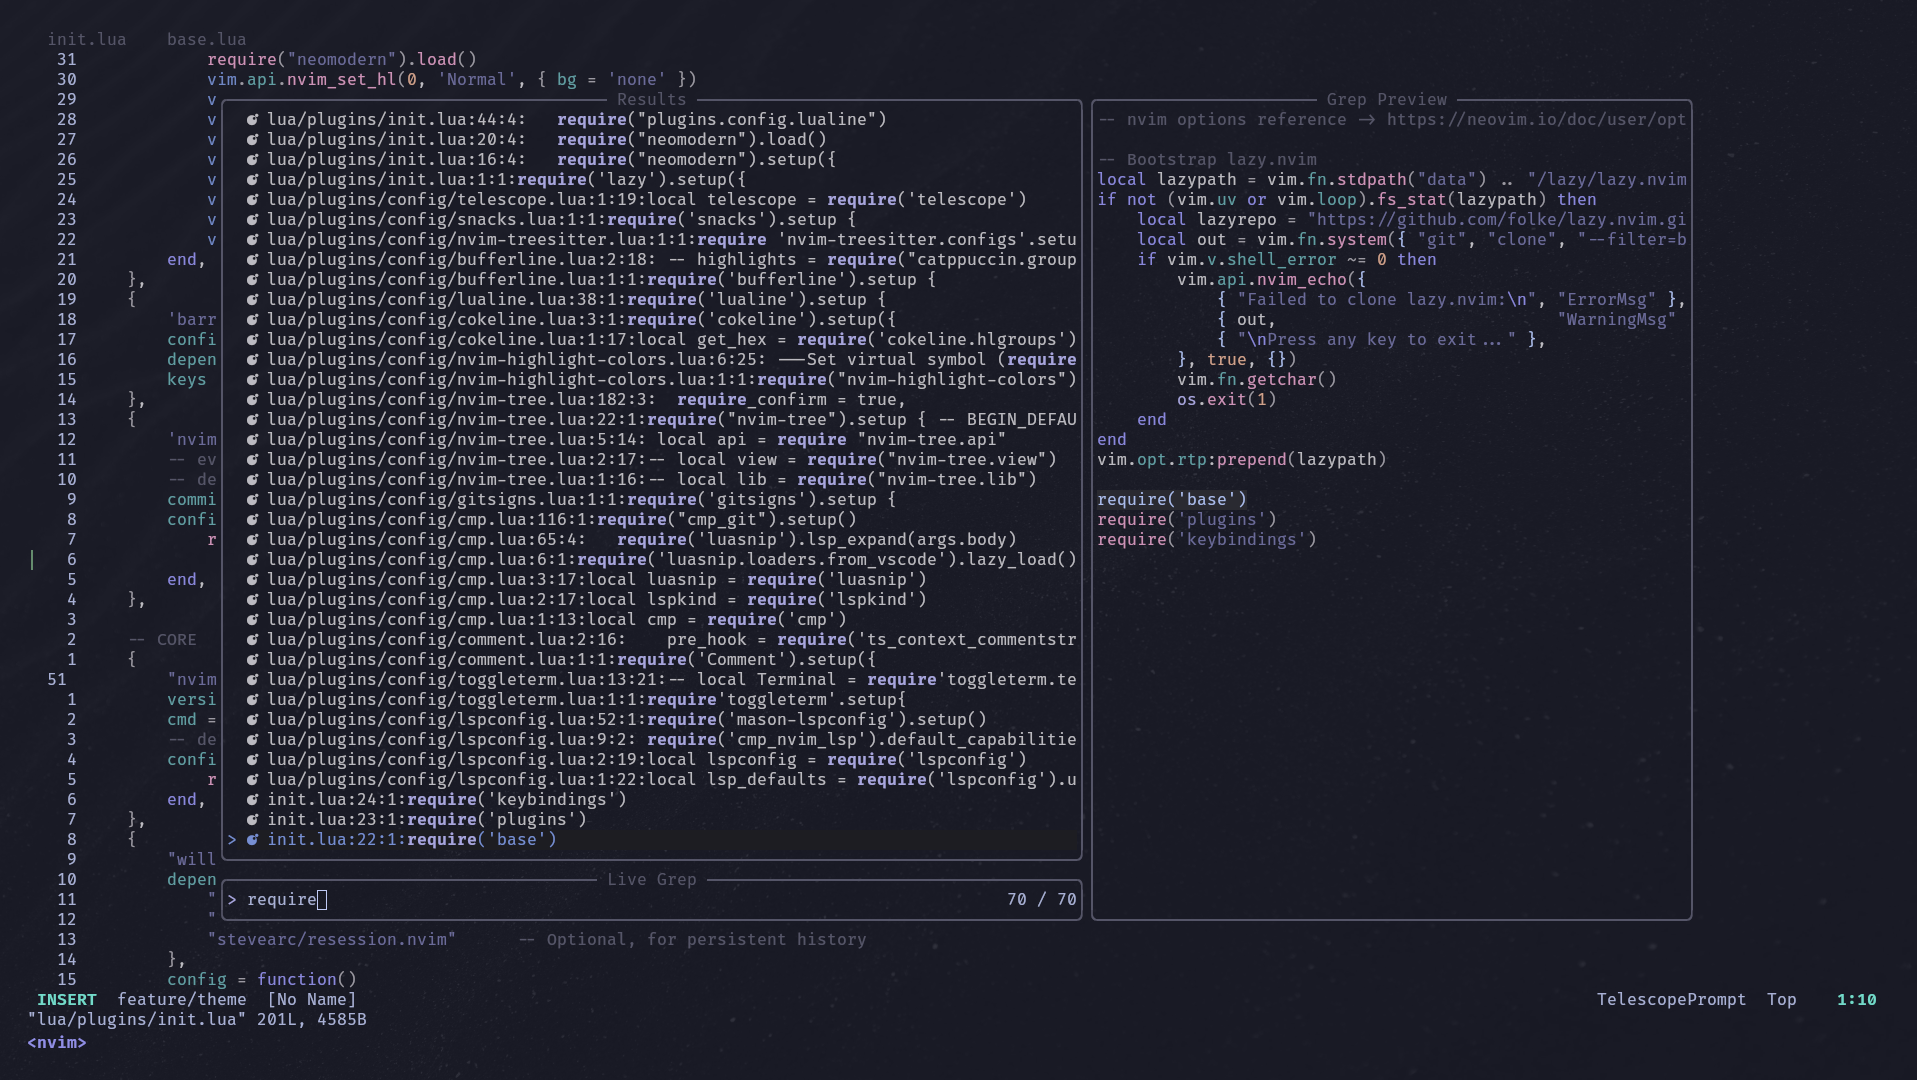 init.lua    base.lua
31             require("neomodern").load()
30             vim.api.nvim_set_hl(0, 'Normal', { bg = 'none' })
29             v
28             v
27             v
26             v
25             v
24             v
23             v
22             v
21         end,
20     },
19     {
18         'barr
17         confi
16         depen
15         keys
14     },
13     {
12         'nvim
11         -- ev
10         -- de
9         commi
8         confi
7             r
6
5         end,
4     },
3
2     -- CORE
1     {
51         "nvim
1         versi
2         cmd =
3         -- de
4         confi
5             r
6         end,
7     },
8     {
9         "will
10         depen
11             "
12             "
13             "stevearc/resession.nvim"      -- Optional, for persistent history
14         },
15         config = function()
Results
lua/plugins/init.lua:44:4:   require("plugins.config.lualine")
lua/plugins/init.lua:20:4:   require("neomodern").load()
lua/plugins/init.lua:16:4:   require("neomodern").setup({
lua/plugins/init.lua:1:1:require('lazy').setup({
lua/plugins/config/telescope.lua:1:19:local telescope = require('telescope')
lua/plugins/config/snacks.lua:1:1:require('snacks').setup {
lua/plugins/config/nvim-treesitter.lua:1:1:require 'nvim-treesitter.configs'.setu
lua/plugins/config/bufferline.lua:2:18: -- highlights = require("catppuccin.group
lua/plugins/config/bufferline.lua:1:1:require('bufferline').setup {
lua/plugins/config/lualine.lua:38:1:require('lualine').setup {
lua/plugins/config/cokeline.lua:3:1:require('cokeline').setup({
lua/plugins/config/cokeline.lua:1:17:local get_hex = require('cokeline.hlgroups')
lua/plugins/config/nvim-highlight-colors.lua:6:25: ---Set virtual symbol (require
lua/plugins/config/nvim-highlight-colors.lua:1:1:require("nvim-highlight-colors")
lua/plugins/config/nvim-tree.lua:182:3:  require_confirm = true,
lua/plugins/config/nvim-tree.lua:22:1:require("nvim-tree").setup { -- BEGIN_DEFAU
lua/plugins/config/nvim-tree.lua:5:14: local api = require "nvim-tree.api"
lua/plugins/config/nvim-tree.lua:2:17:-- local view = require("nvim-tree.view")
lua/plugins/config/nvim-tree.lua:1:16:-- local lib = require("nvim-tree.lib")
lua/plugins/config/gitsigns.lua:1:1:require('gitsigns').setup {
lua/plugins/config/cmp.lua:116:1:require("cmp_git").setup()
lua/plugins/config/cmp.lua:65:4:   require('luasnip').lsp_expand(args.body)
lua/plugins/config/cmp.lua:6:1:require('luasnip.loaders.from_vscode').lazy_load()
lua/plugins/config/cmp.lua:3:17:local luasnip = require('luasnip')
lua/plugins/config/cmp.lua:2:17:local lspkind = require('lspkind')
lua/plugins/config/cmp.lua:1:13:local cmp = require('cmp')
lua/plugins/config/comment.lua:2:16:    pre_hook = require('ts_context_commentstr
lua/plugins/config/comment.lua:1:1:require('Comment').setup({
lua/plugins/config/toggleterm.lua:13:21:-- local Terminal = require'toggleterm.te
lua/plugins/config/toggleterm.lua:1:1:require'toggleterm'.setup{
lua/plugins/config/lspconfig.lua:52:1:require('mason-lspconfig').setup()
lua/plugins/config/lspconfig.lua:9:2: require('cmp_nvim_lsp').default_capabilitie
lua/plugins/config/lspconfig.lua:2:19:local lspconfig = require('lspconfig')
lua/plugins/config/lspconfig.lua:1:22:local lsp_defaults = require('lspconfig').u
init.lua:24:1:require('keybindings')
init.lua:23:1:require('plugins')
> init.lua:22:1:require('base')
Live Grep
> require                    70 / 70
Grep Preview
-- nvim options reference -> https://neovim.io/doc/user/opt
-- Bootstrap lazy.nvim
local lazypath = vim.fn.stdpath("data") .. "/lazy/lazy.nvim
if not (vim.uv or vim.loop).fs_stat(lazypath) then
    local lazyrepo = "https://github.com/folke/lazy.nvim.gi
    local out = vim.fn.system({ "git", "clone", "--filter=b
    if vim.v.shell_error ~= 0 then
        vim.api.nvim_echo({
            { "Failed to clone lazy.nvim:\n", "ErrorMsg" },
            { out,                            "WarningMsg"
            { "\nPress any key to exit..." },
        }, true, {})
        vim.fn.getchar()
        os.exit(1)
    end
end
vim.opt.rtp:prepend(lazypath)
require('base')
require('plugins')
require('keybindings')
INSERT  feature/theme  [No Name]                    TelescopePrompt  Top    1:10
"lua/plugins/init.lua" 201L, 4585B
<nvim>